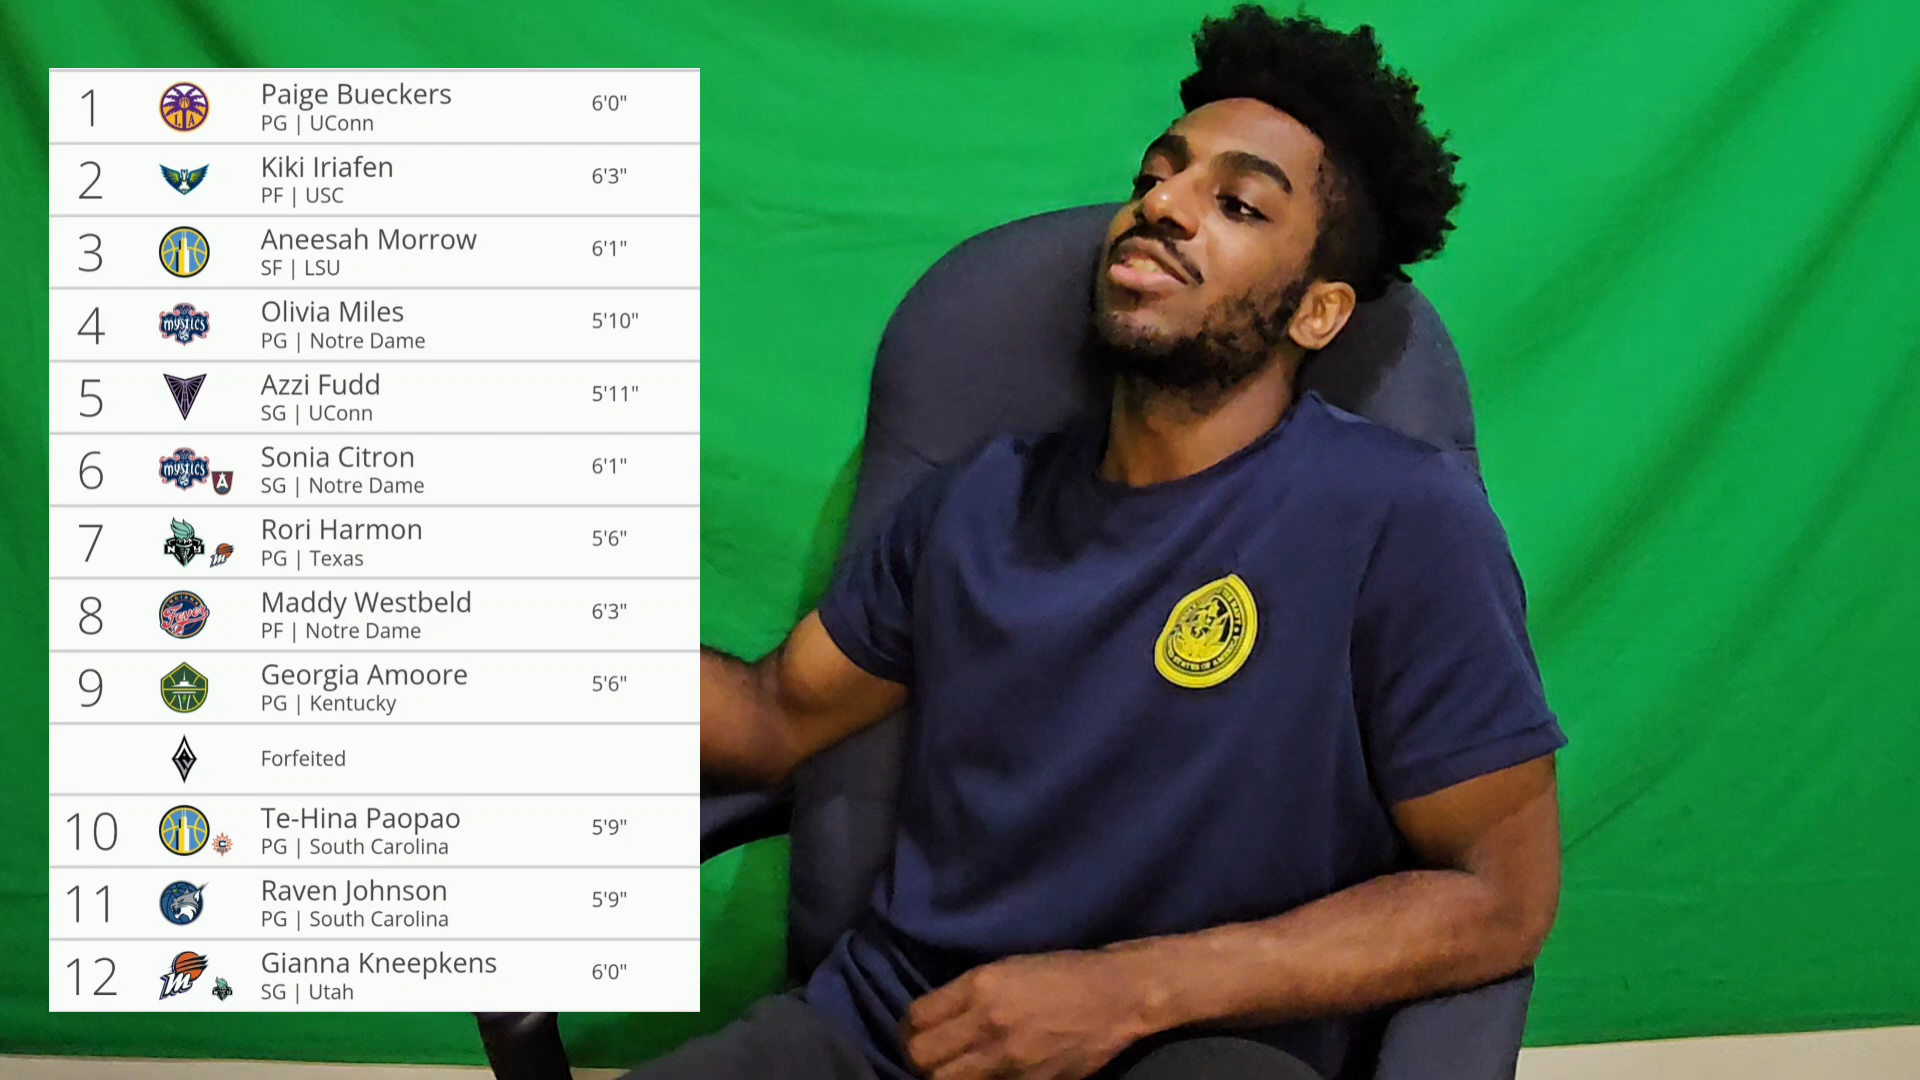 1
Paige Bueckers
6'0"
PG | UConn
2
Kiki Iriafen
6'3"
PF | USC
3
Aneesah Morrow
6'1"
SF | LSU
4
mystics
Olivia Miles
5'10"
PG | Notre Dame
5
Azzi Fudd
5'11"
SG | UConn
6
mystics
Sonia Citron
6'1"
SG | Notre Dame
7
Rori Harmon
5'6"
PG | Texas
8
Fever
Maddy Westbeld
6'3"
PF | Notre Dame
9
Georgia Amoore
5'6"
PG | Kentucky
Forfeited
10
Te-Hina Paopao
5'9"
PG | South Carolina
11
Raven Johnson
5'9"
PG | South Carolina
12
Gianna Kneepkens
6'0"
SG | Utah